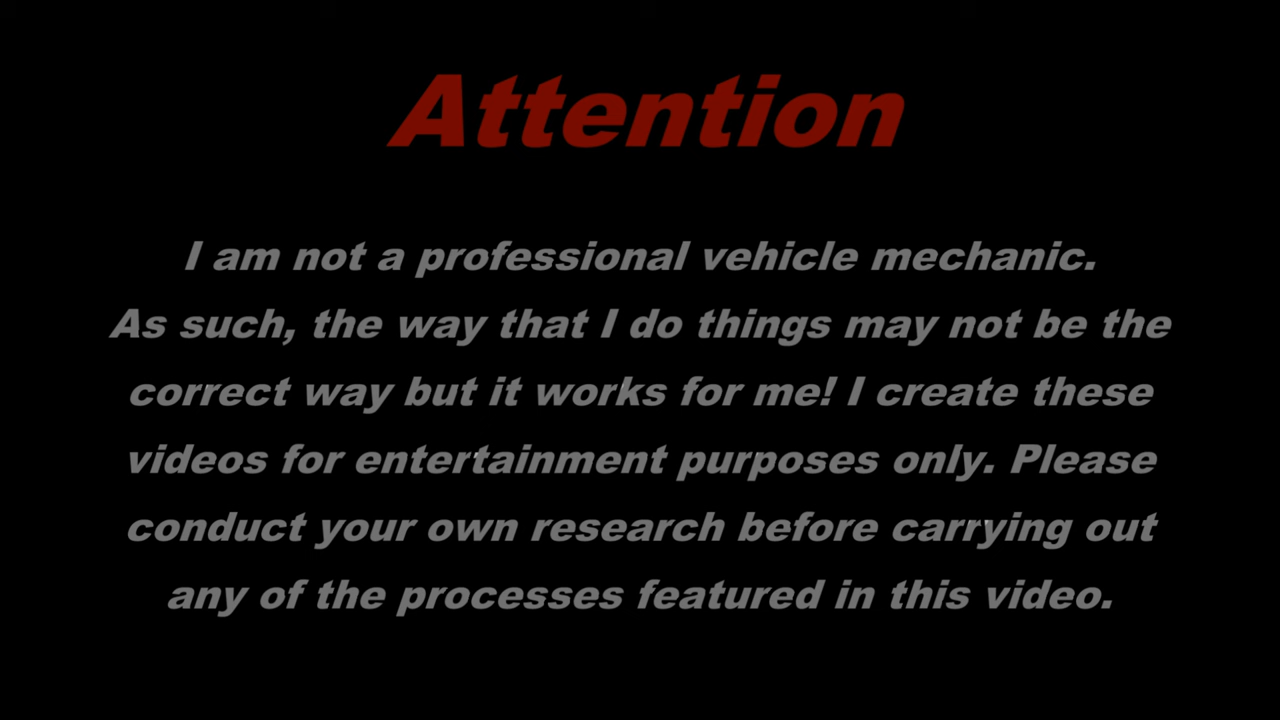 Attention
I am not a professional vehicle mechanic.
As such, the way that I do things may not be the
correct way but it works for me! I create these
videos for entertainment purposes only. Please
conduct your own research before carrying out
any of the processes featured in this video.